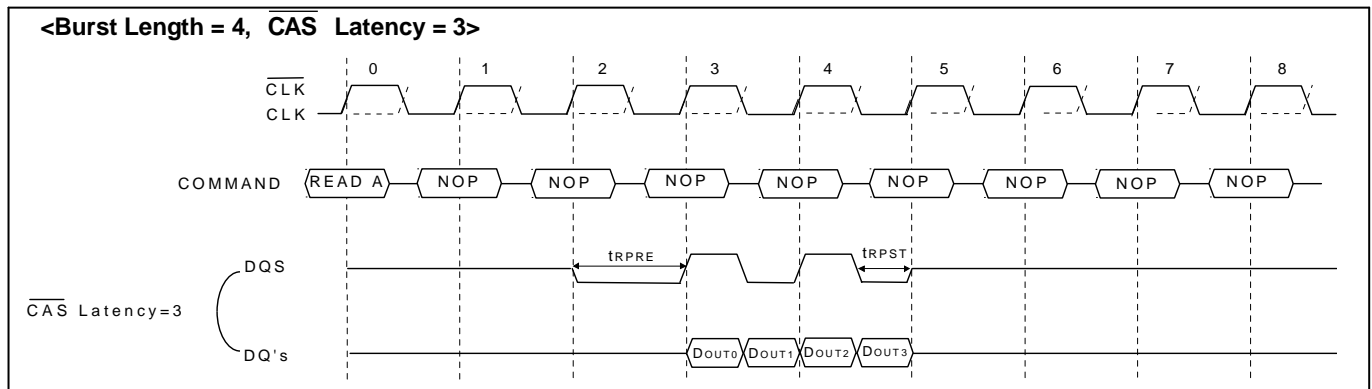 <Burst Length = 4, CAS Latency = 3>
0 1 2 3 4 5 6 7 8
CLK
CLK
COMMAND READ A NOP NOP NOP NOP NOP NOP NOP NOP
DQS tRPRE tRPST
CAS Latency=3
DQ's DOUT0 DOUT1 DOUT2 DOUT3